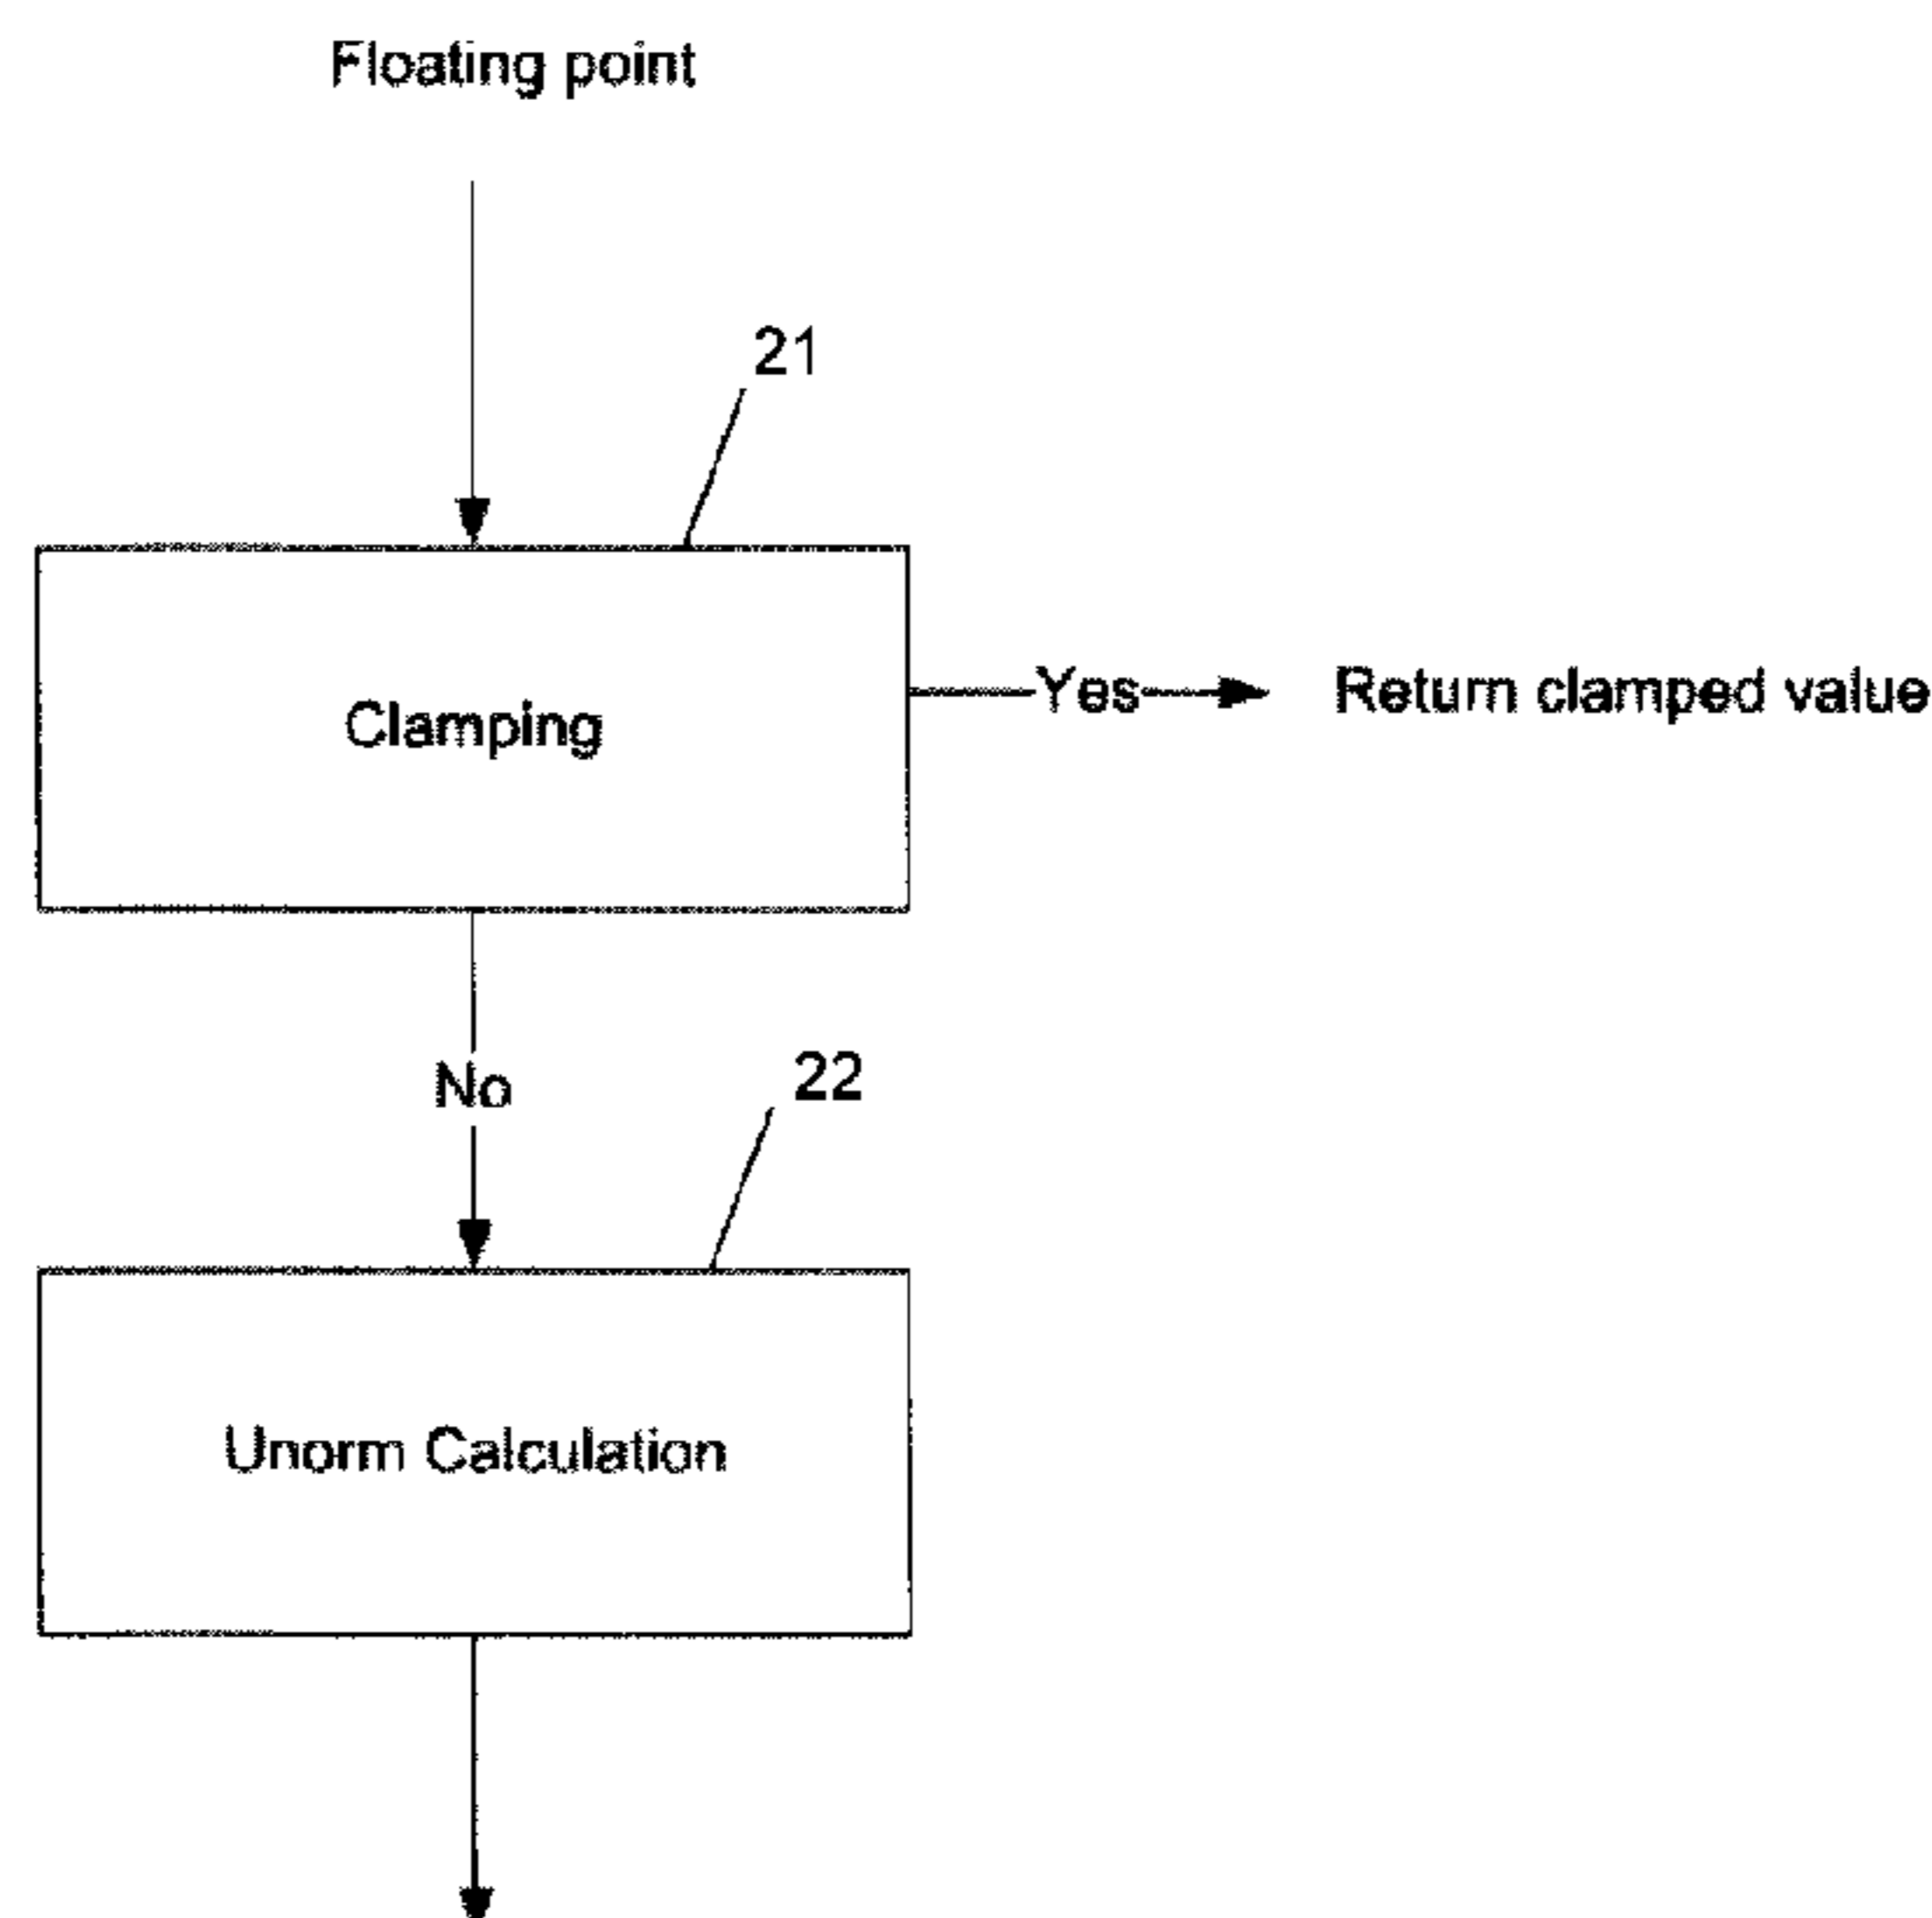 Floating point
21
Clamping
Yes
Return clamped value
No
22
Unorm Calculation